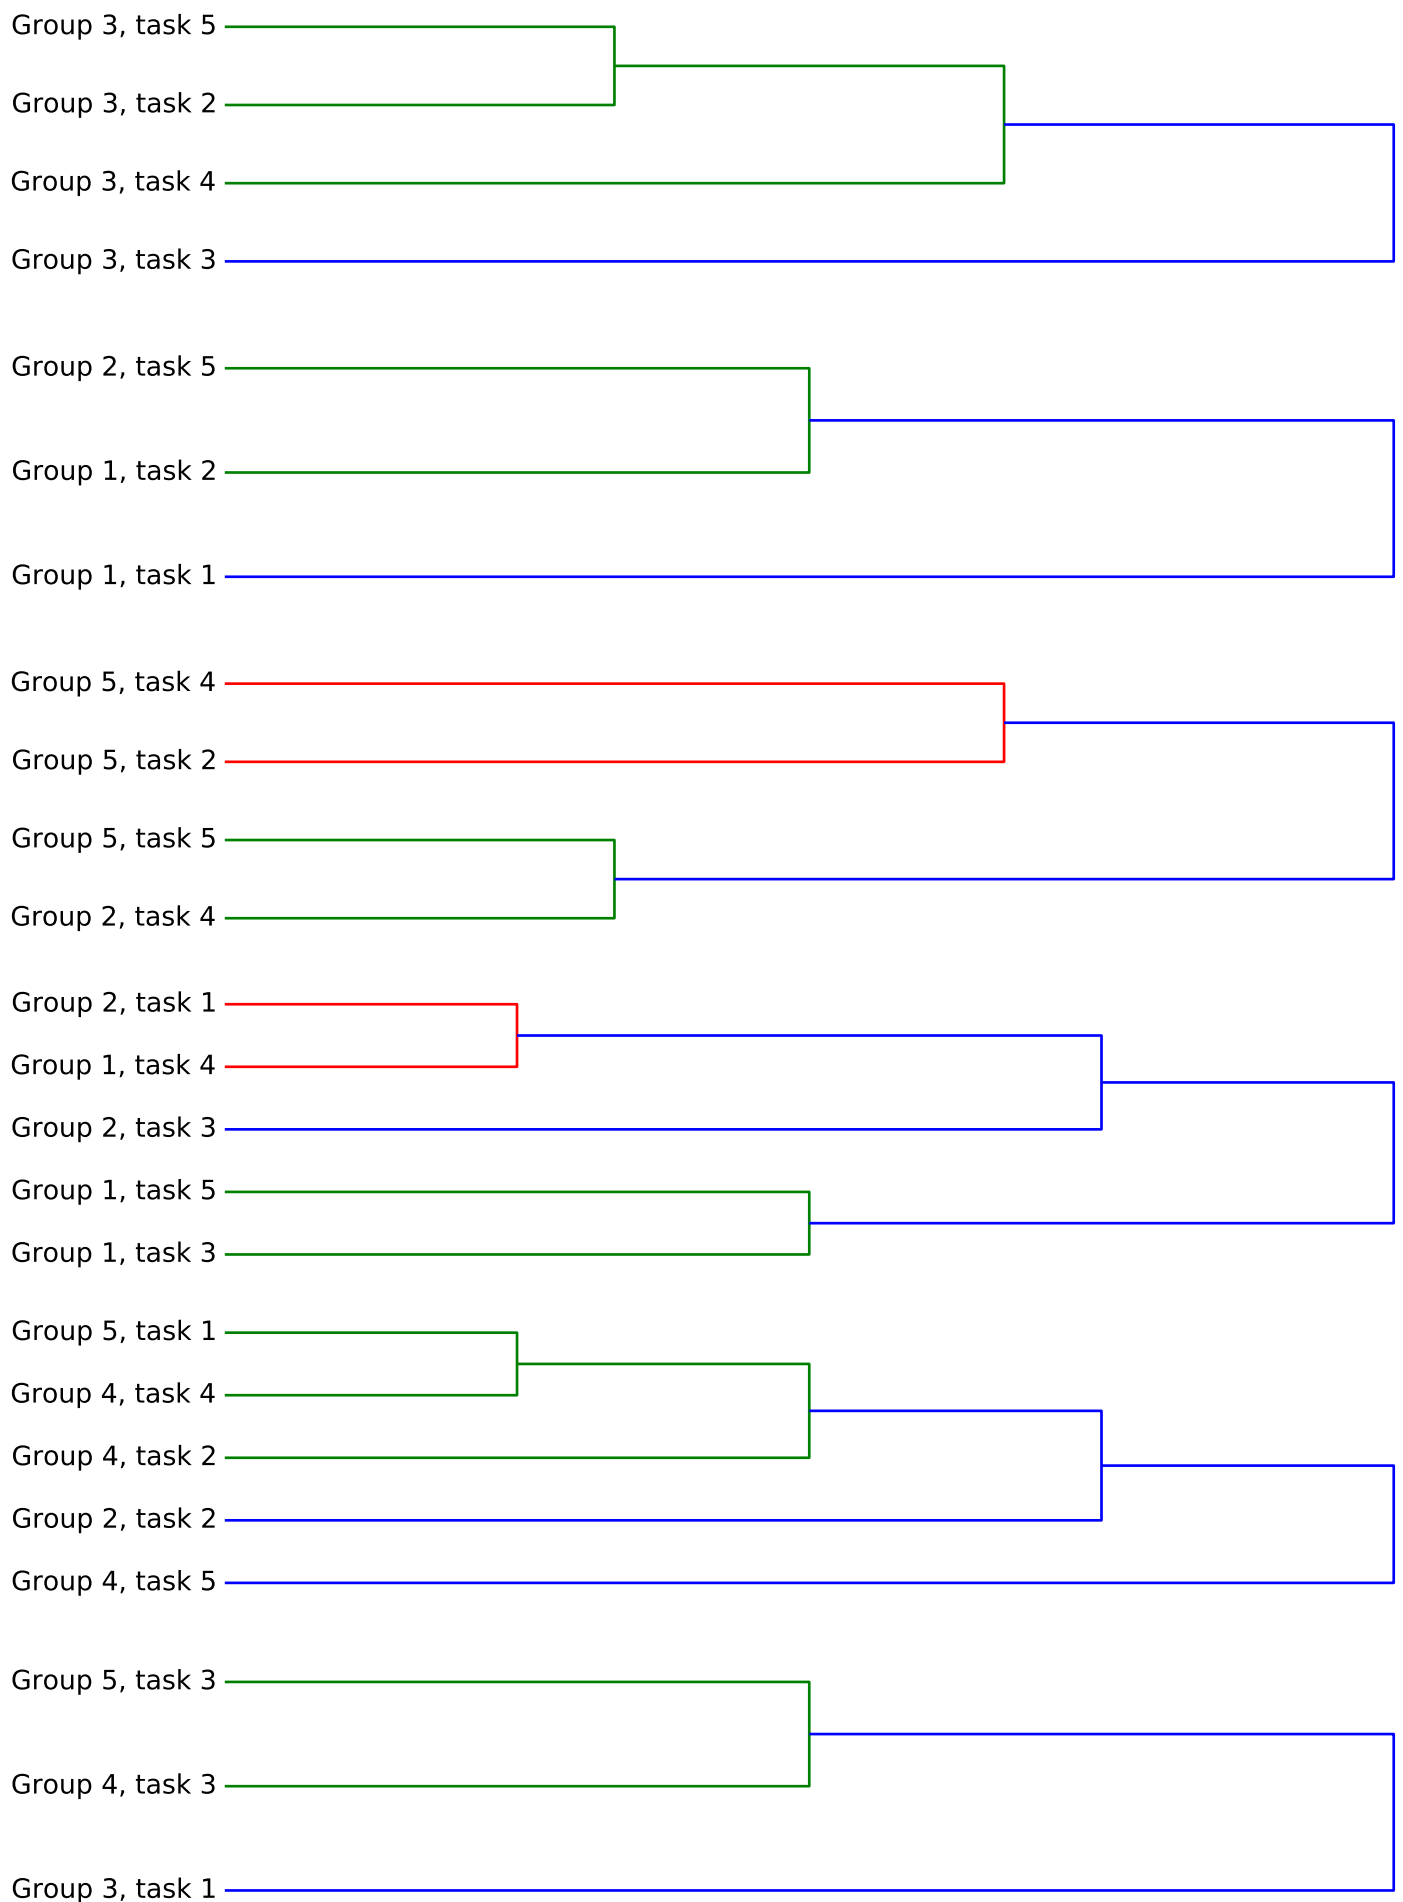 Group 3, task 5
Group 3, task 2
Group 3, task 4
Group 3, task 3
Group 2, task 5
Group 1, task 2
Group 1, task 1
Group 5, task 4
Group 5, task 2
Group 5, task 5
Group 2, task 4
Group 2, task 1
Group 1, task 4
Group 2, task 3
Group 1, task 5
Group 1, task 3
Group 5, task 1
Group 4, task 4
Group 4, task 2
Group 2, task 2
Group 4, task 5
Group 5, task 3
Group 4, task 3
Group 3, task 1